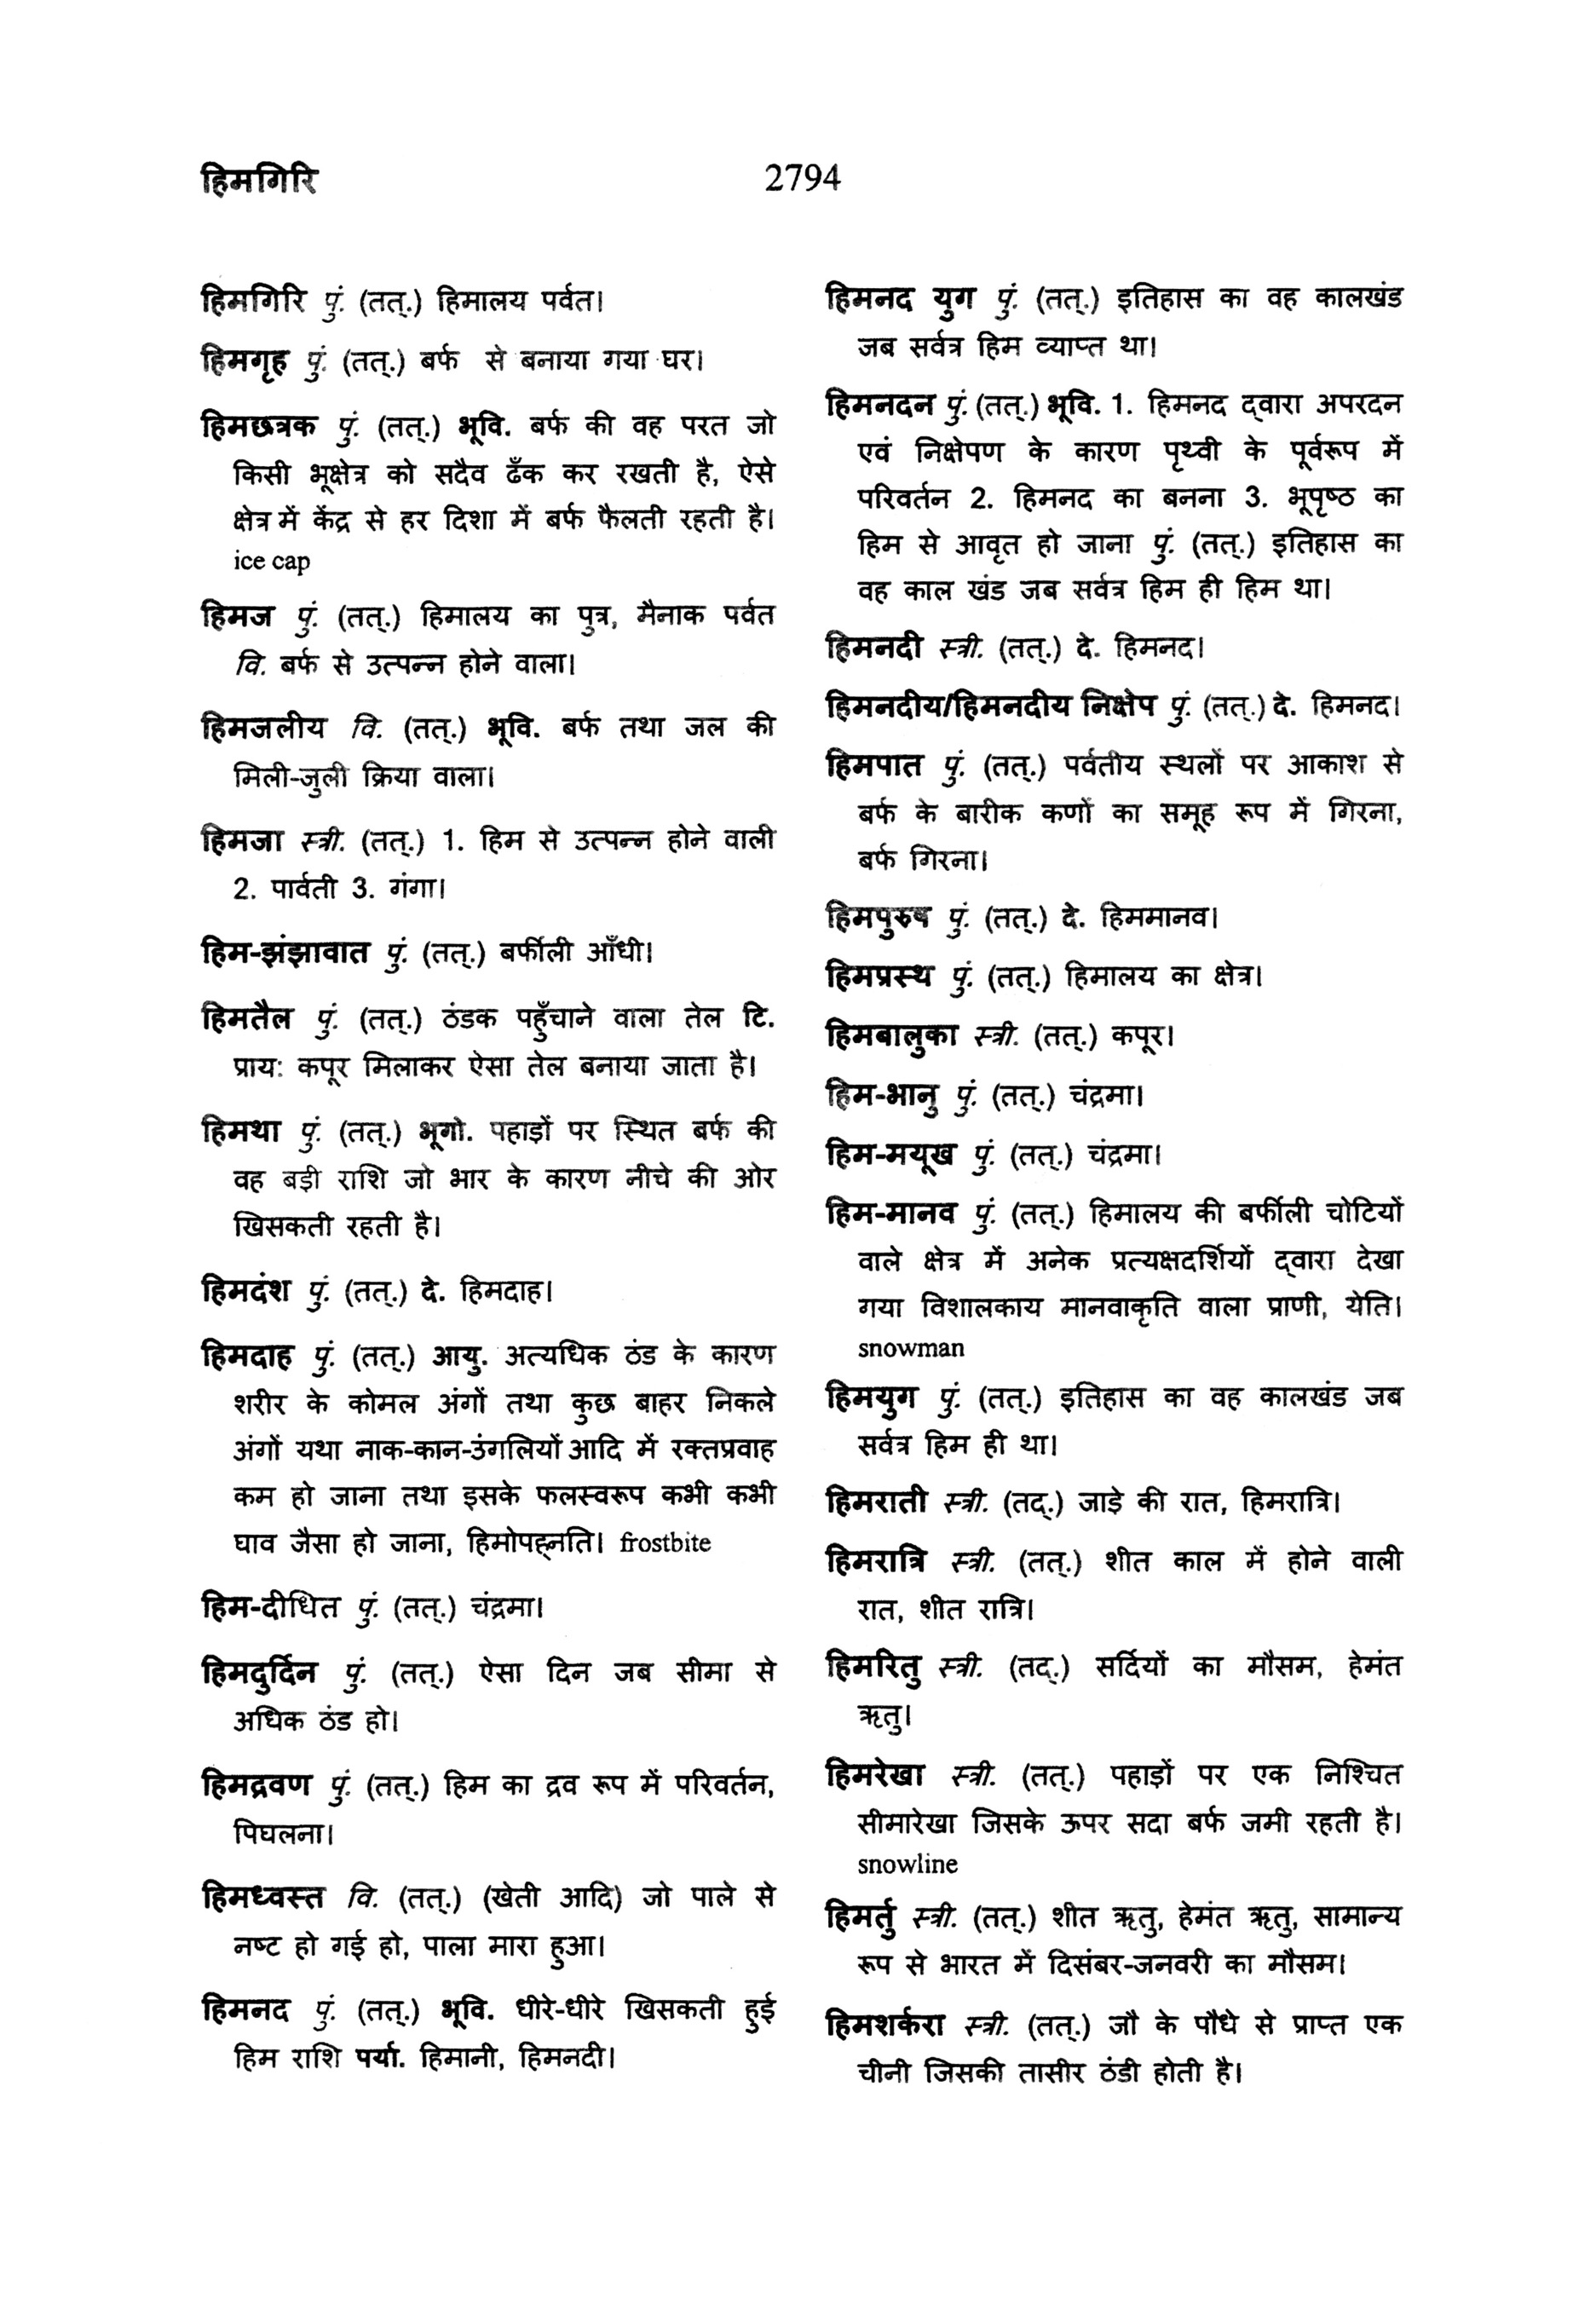 हिमगिरि
2794
हिमगिरि पुं. (तत्.) हिमालय पर्वत।
हिमगृह पुं. (तत्.) बर्फ से बनाया गया घर।
हिमछत्रक पुं. (तत्.) भूवि. बर्फ की वह परत जो
किसी भूक्षेत्र को सदैव ढँक कर रखती है, ऐसे
क्षेत्र में केंद्र से हर दिशा में बर्फ फैलती रहती है।
ice cap
हिमज पुं. (तत्.) हिमालय का पुत्र, मैनाक पर्वत
वि. बर्फ से उत्पन्न होने वाला।
हिमजलीय वि. (तत्.) भूवि. बर्फ तथा जल की
मिली-जुली क्रिया वाला।
हिमजा स्त्री. (तत्.) 1. हिम से उत्पन्न होने वाली
2. पार्वती 3. गंगा।
हिम-झंझावात पुं. (तत्.) बर्फीली आँधी।
हिमतैल पुं. (तत्.) ठंडक पहुँचाने वाला तेल टि.
प्राय: कपूर मिलाकर ऐसा तेल बनाया जाता है।
हिमथा पुं. (तत्.) भूगो. पहाड़ों पर स्थित बर्फ की
वह बड़ी राशि जो भार के कारण नीचे की ओर
खिसकती रहती है।
हिमदंश पुं. (तत्.) दे. हिमदाह।
हिमदाह पुं. (तत्.) आयु. अत्यधिक ठंड के कारण
शरीर के कोमल अंगों तथा कुछ बाहर निकले
अंगों यथा नाक-कान-उंगलियों आदि में रक्तप्रवाह
कम हो जाना तथा इसके फलस्वरूप कभी कभी
घाव जैसा हो जाना, हिमोपह्नति। frostbite
हिम-दीधित पुं. (तत्.) चंद्रमा।
हिमदुर्दिन पुं. (तत्.) ऐसा दिन जब सीमा से
अधिक ठंड हो।
हिमद्रवण पुं. (तत्.) हिम का द्रव रूप में परिवर्तन,
पिघलना।
हिमध्वस्त वि. (तत्.) (खेती आदि) जो पाले से
नष्ट हो गई हो, पाला मारा हुआ।
हिमनद पुं. (तत्.) भूवि. धीरे-धीरे खिसकती हुई
हिम राशि पर्या. हिमानी, हिमनदी।
हिमनद युग पुं. (तत्.) इतिहास का वह कालखंड
जब सर्वत्र हिम व्याप्त था।
हिमनदन पुं. (तत्.) भूवि. 1. हिमनद द्वारा अपरदन
एवं निक्षेपण के कारण पृथ्वी के पूर्वरूप में
परिवर्तन 2. हिमनद का बनना 3. भूपृष्ठ का
हिम से आवृत हो जाना पुं. (तत्.) इतिहास का
वह काल खंड जब सर्वत्र हिम ही हिम था।
हिमनदी स्त्री. (तत्.) दे. हिमनद।
हिमनदीय/हिमनदीय निक्षेप पुं. (तत्.) दे. हिमनद।
हिमपात पुं. (तत्.) पर्वतीय स्थलों पर आकाश से
बर्फ के बारीक कणों का समूह रूप में गिरना,
बर्फ गिरना।
हिमपुरुष पुं. (तत्.) दे. हिममानव।
हिमप्रस्थ पुं. (तत्.) हिमालय का क्षेत्र।
हिमबालुका स्त्री. (तत्.) कपूर।
हिम-भानु पुं. (तत्.) चंद्रमा।
हिम-मयूख पुं. (तत्.) चंद्रमा।
हिम-मानव पुं. (तत्.) हिमालय की बर्फीली चोटियों
वाले क्षेत्र में अनेक प्रत्यक्षदर्शियों द्वारा देखा
गया विशालकाय मानवाकृति वाला प्राणी, येति।
snowman
हिमयुग पुं. (तत्.) इतिहास का वह कालखंड जब
सर्वत्र हिम ही था।
हिमराती स्त्री. (तद्.) जाड़े की रात, हिमरात्रि।
हिमरात्रि स्त्री. (तत्.) शीत काल में होने वाली
रात, शीत रात्रि।
हिमरितु स्त्री. (तद्.) सर्दियों का मौसम, हेमंत
ऋतु।
हिमरेखा स्त्री. (तत्.) पहाड़ों पर एक निश्चित
सीमारेखा जिसके ऊपर सदा बर्फ जमी रहती है।
snowline
हिमर्तु स्त्री. (तत्.) शीत ऋतु, हेमंत ऋतु, सामान्य
रूप से भारत में दिसंबर-जनवरी का मौसम।
हिमशर्करा स्त्री. (तत्.) जौ के पौधे से प्राप्त एक
चीनी जिसकी तासीर ठंडी होती है।